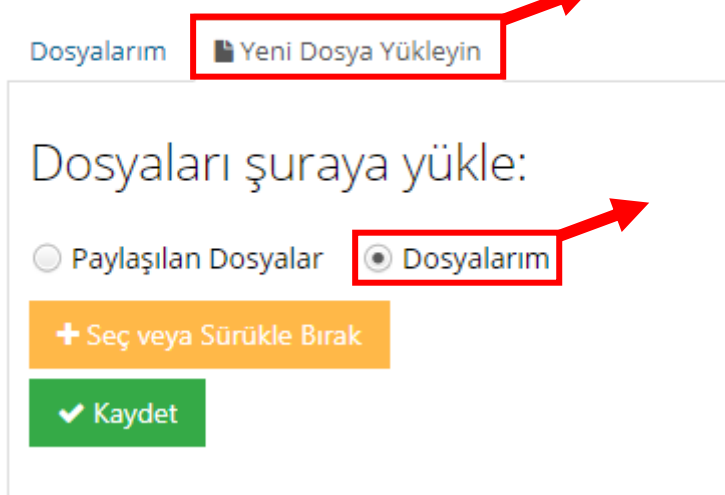 Dosyalarım Yeni Dosya Yükleyin
Dosyaları şuraya yükle:
Paylaşılan Dosyalar Dosyalarım
Seç veya Sürükle Bırak
Kaydet